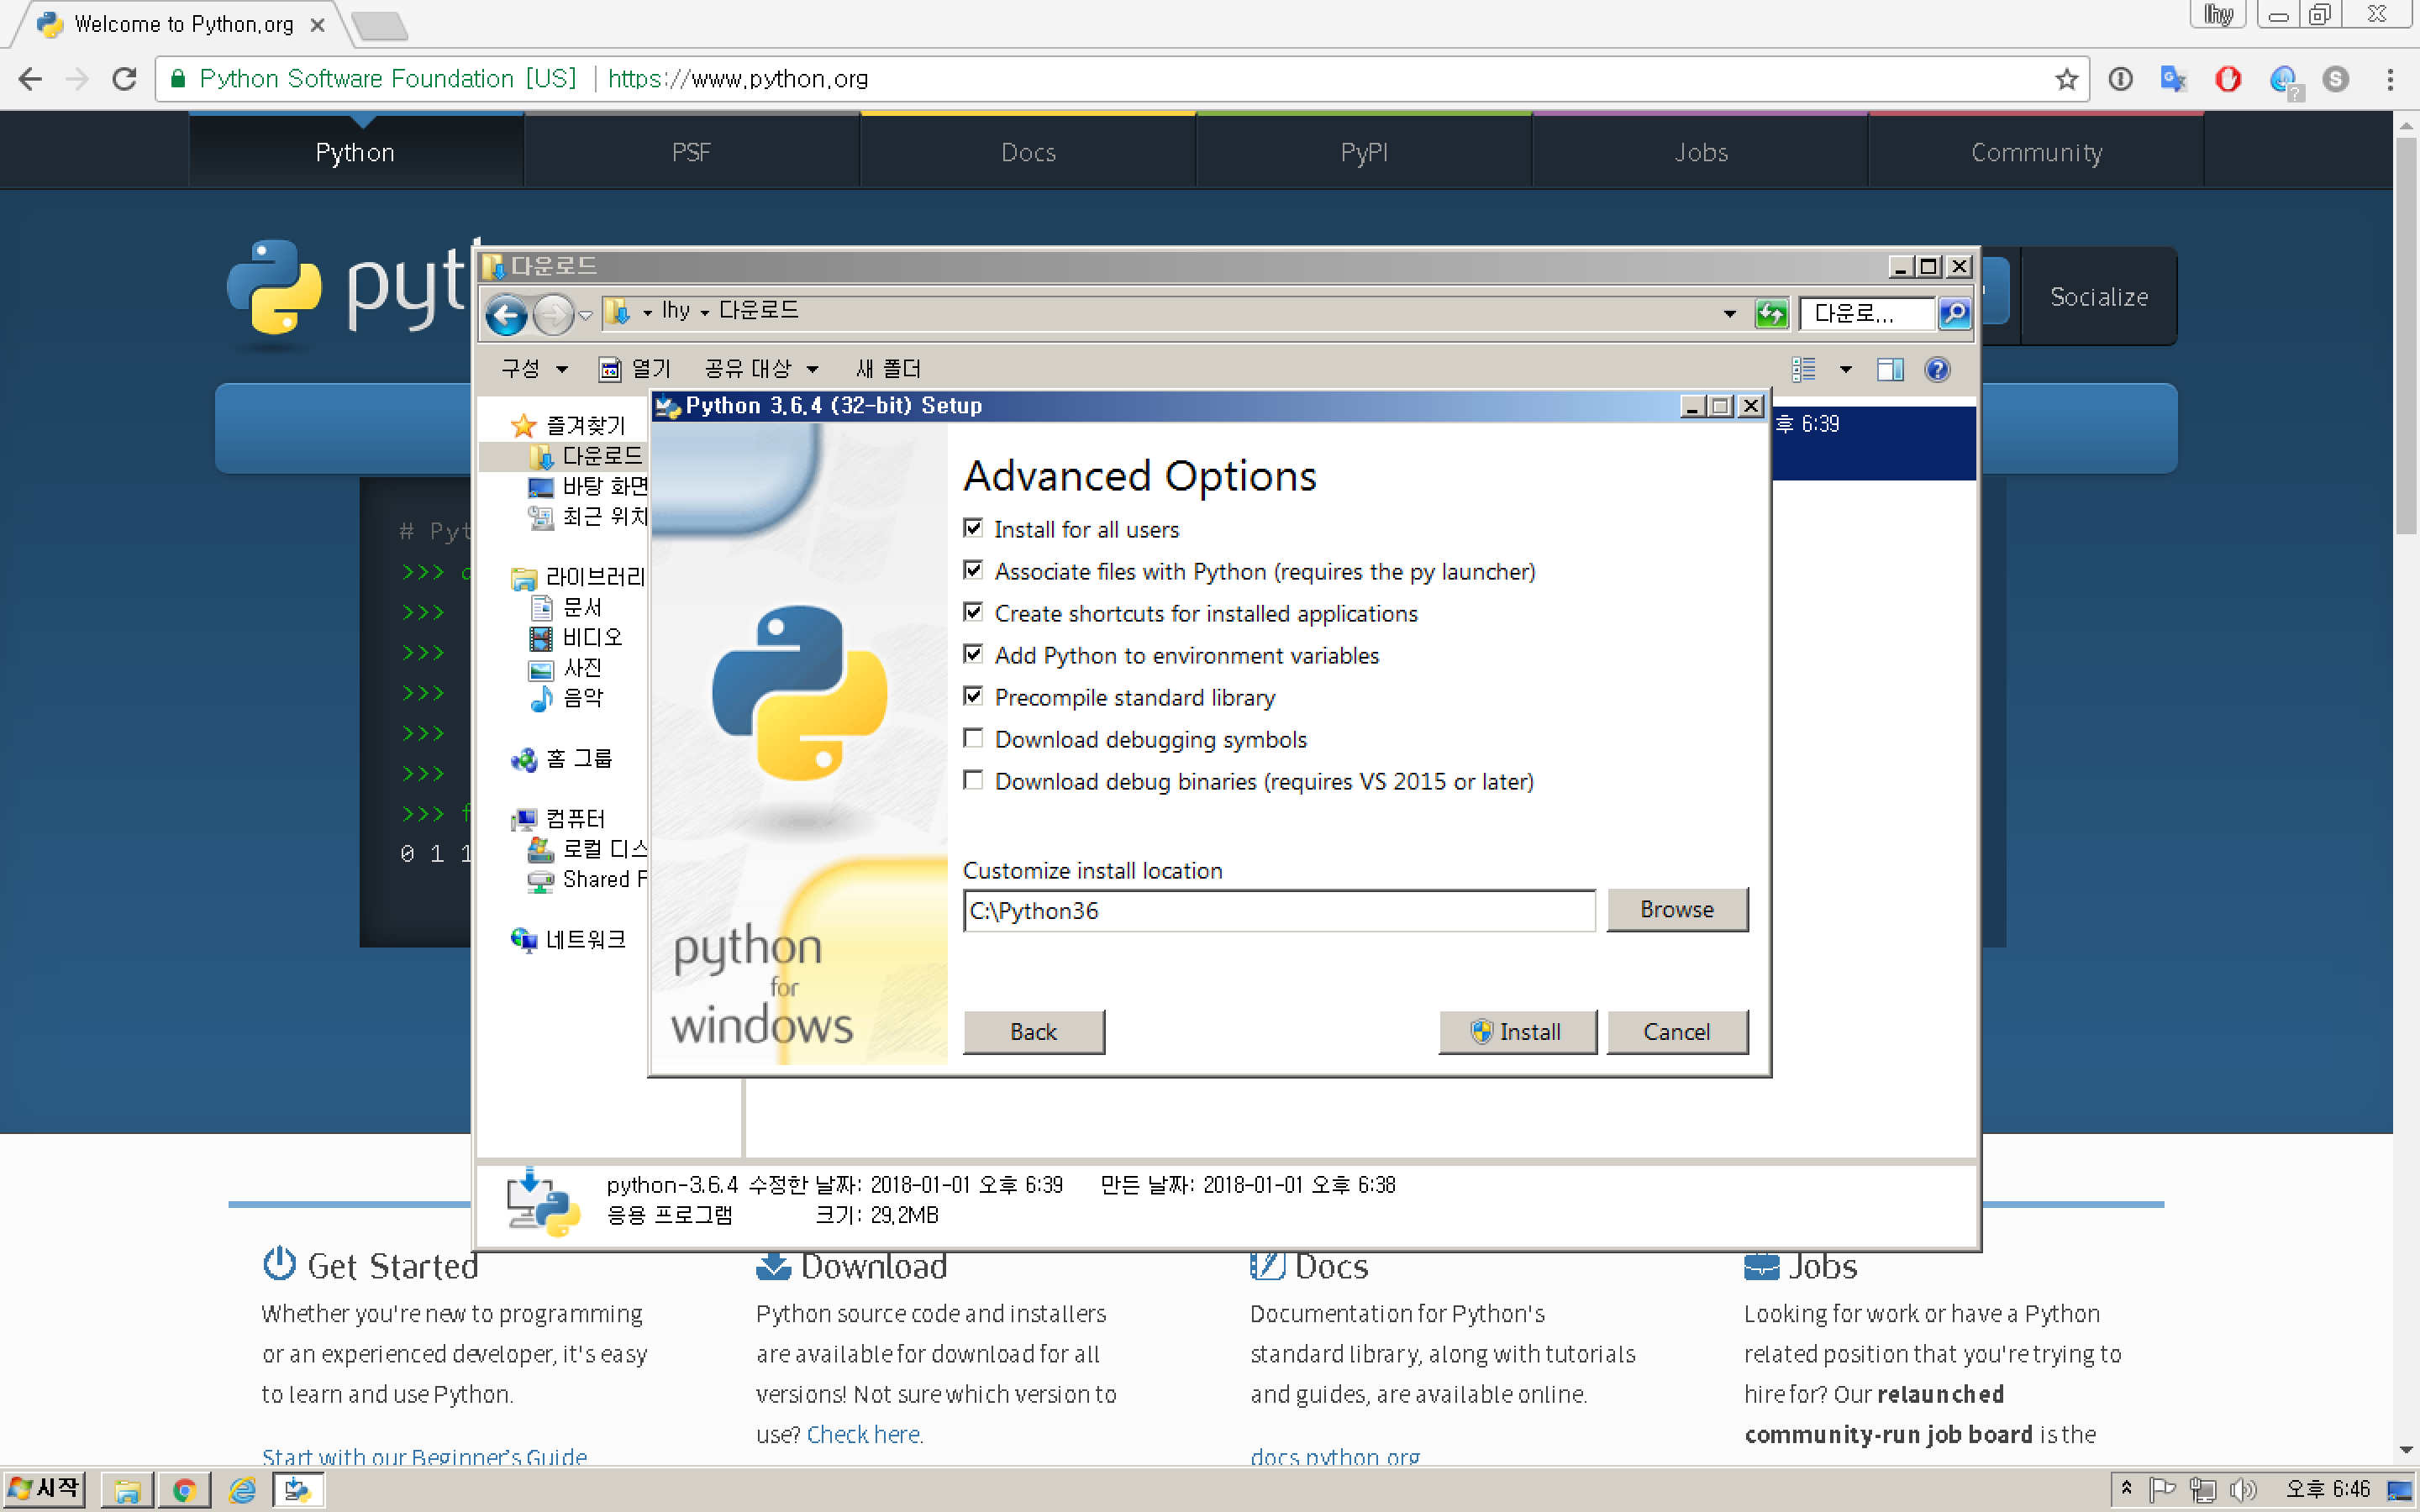 Welcome to Python.org
lhy
Python Software Foundation [US] | https://www.python.org
Python
PSF
Docs
PyPI
Jobs
Community
pyt
Socialize
다운로드
lhy 다운로드
다운로...
구성
열기
공유 대상
새 폴더
즐겨찾기
다운로드
바탕 화면
최근 위치
라이브러리
문서
비디오
사진
음악
홈 그룹
컴퓨터
로컬 디스
Shared F
네트워크
후 6:39
# Pyt
>>>
>>>
>>>
>>>
>>>
>>>
>>> f
0 1 1
Python 3.6.4 (32-bit) Setup
Advanced Options
Install for all users
Associate files with Python (requires the py launcher)
Create shortcuts for installed applications
Add Python to environment variables
Precompile standard library
Download debugging symbols
Download debug binaries (requires VS 2015 or later)
Customize install location
C:\Python36
Browse
Back
Install
Cancel
python
for
windows
python-3.6.4 수정한 날짜: 2018-01-01 오후 6:39 만든 날짜: 2018-01-01 오후 6:38
응용 프로그램 크기: 29.2MB
Get Started
Whether you're new to programming
or an experienced developer, it's easy
to learn and use Python.
Start with our Beginner's Guide
Download
Python source code and installers
are available for download for all
versions! Not sure which version to
use? Check here.
Docs
Documentation for Python's
standard library, along with tutorials
and guides, are available online.
docs.python.org
Jobs
Looking for work or have a Python
related position that you're trying to
hire for? Our relaunched
community-run job board is the
시작
오후 6:46